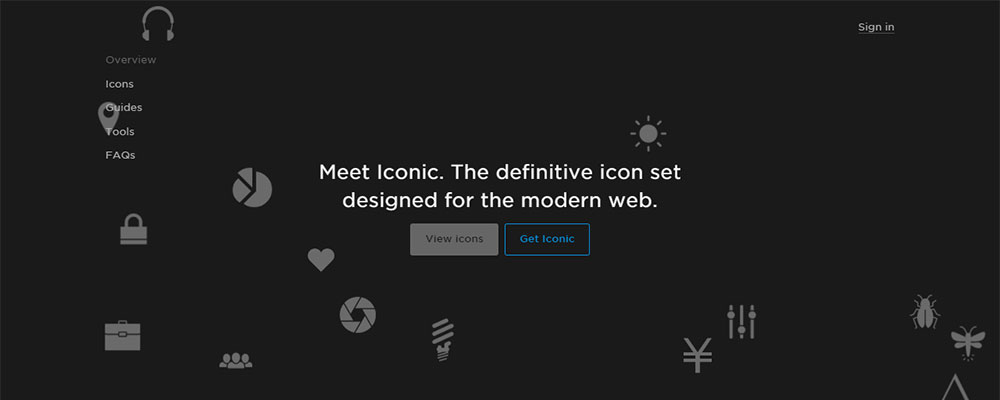 Sign in
Overview
Icons
Guides
Tools
FAQs
Meet Iconic. The definitive icon set
designed for the modern web.
View icons
Get Iconic